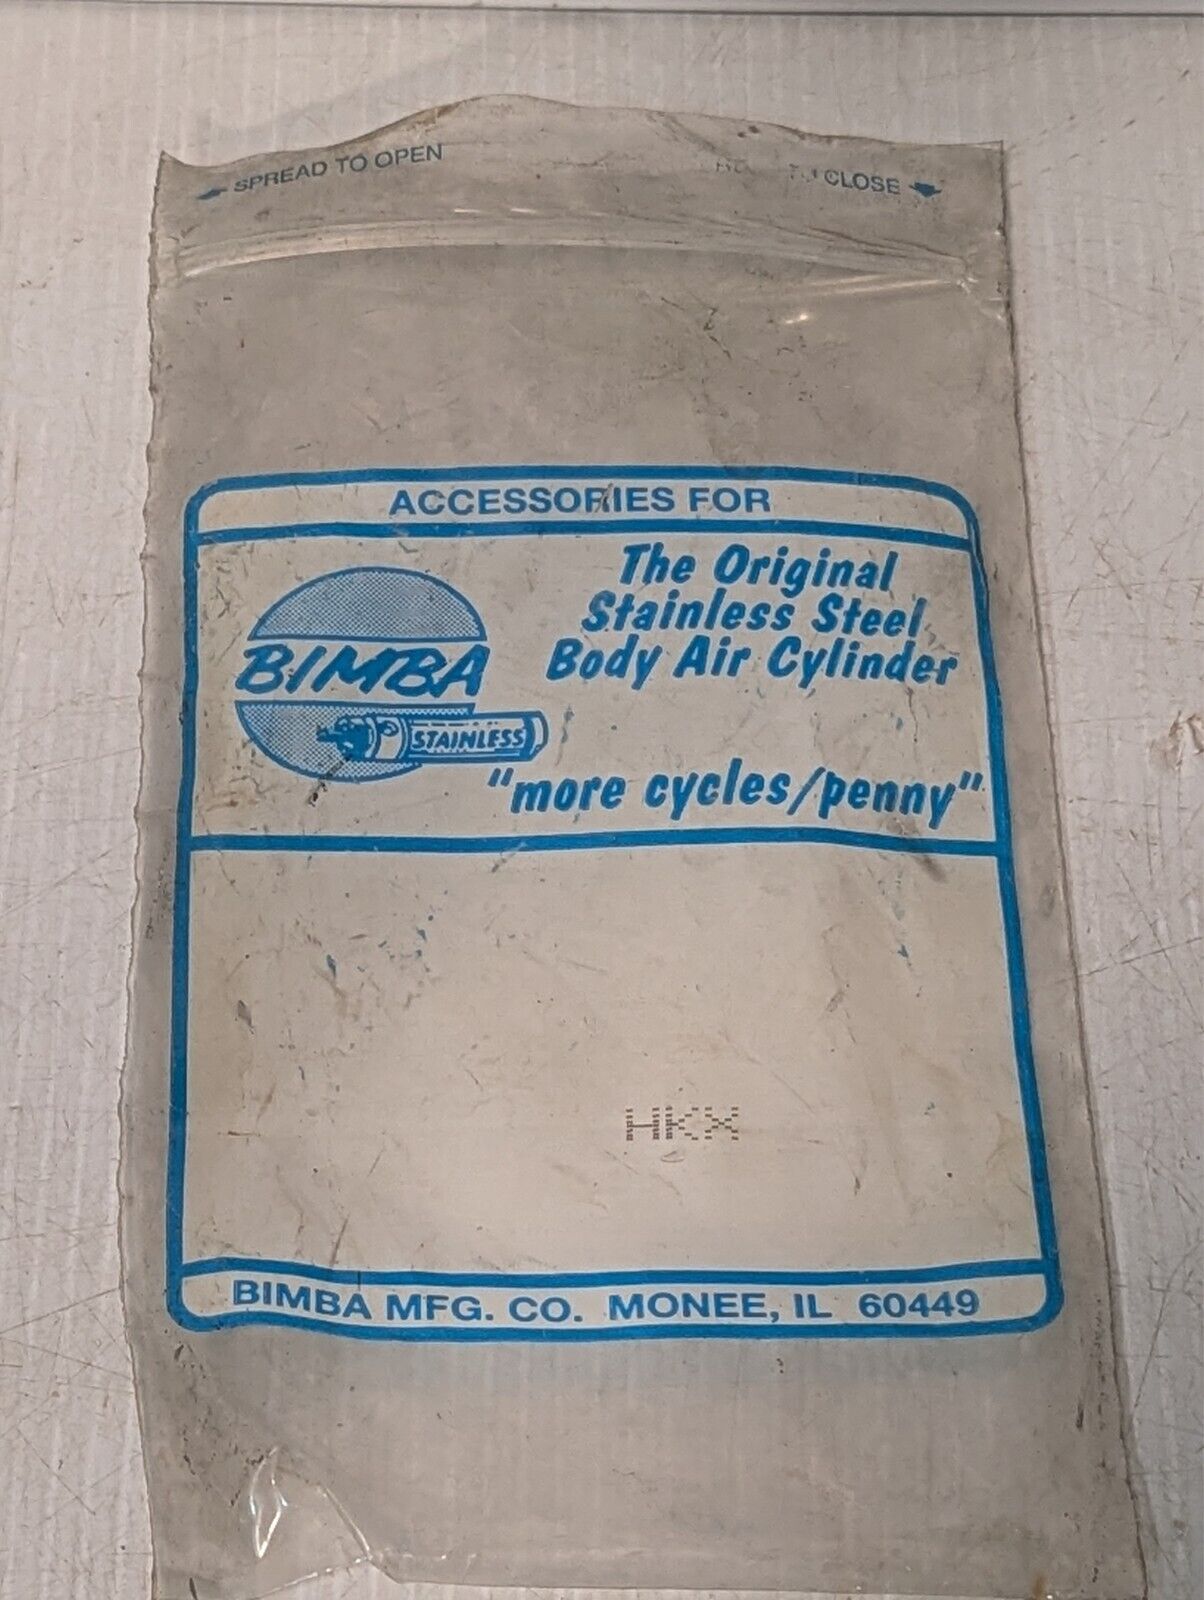 SPREAD TO OPEN
TO CLOSE
ACCESSORIES FOR
The Original
Stainless Steel
Body Air Cylinder
BIMBA
STAINLESS
"more cycles/penny"
HKX
BIMBA MFG. CO. MONEE, IL 60449